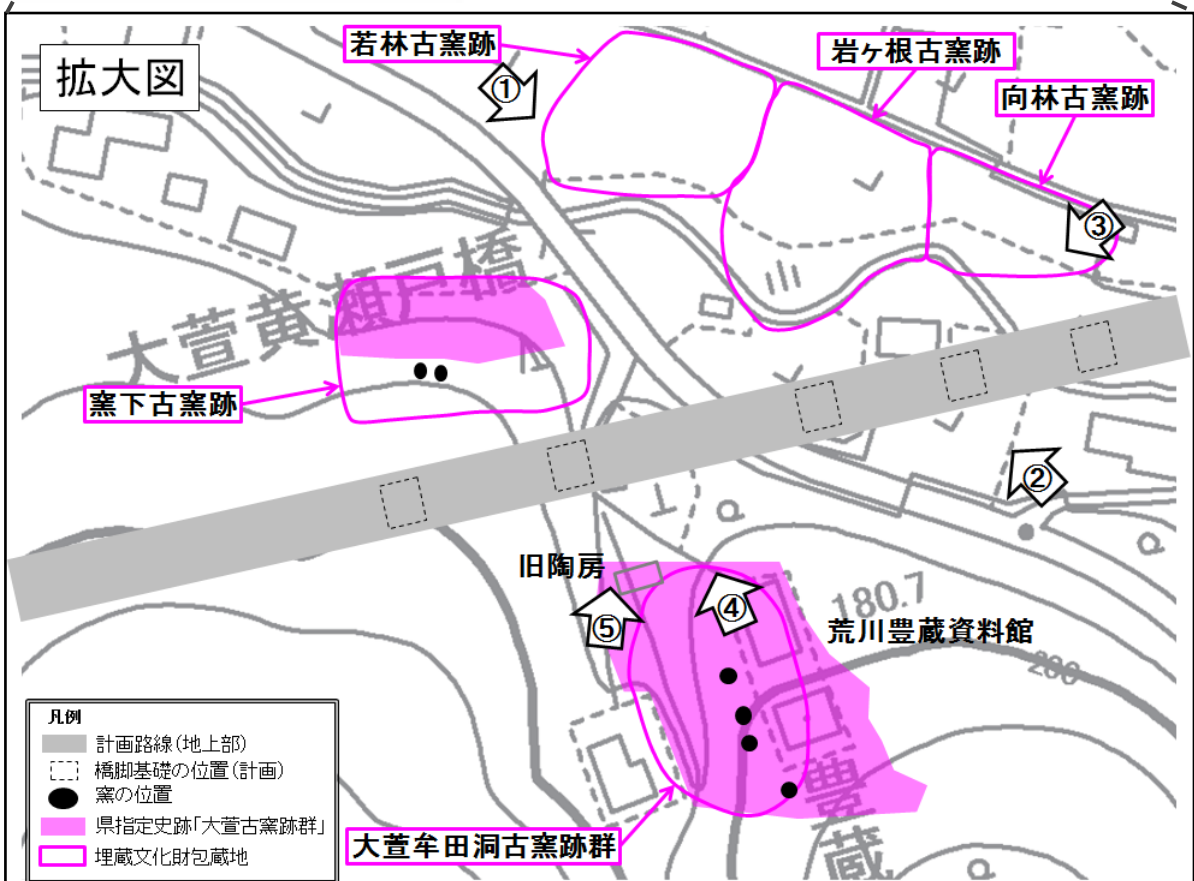 拡大図
若林古窯跡
岩ヶ根古窯跡
向林古窯跡
①
③
大萱黄瀬戸橋
窯下古窯跡
②
旧陶房
④
⑤
180.7
荒川豊蔵資料館
200
豊蔵
大萱牟田洞古窯跡群
凡例
計画路線(地上部)
橋脚基礎の位置(計画)
窯の位置
県指定史跡「大萱古窯跡群」
埋蔵文化財包蔵地